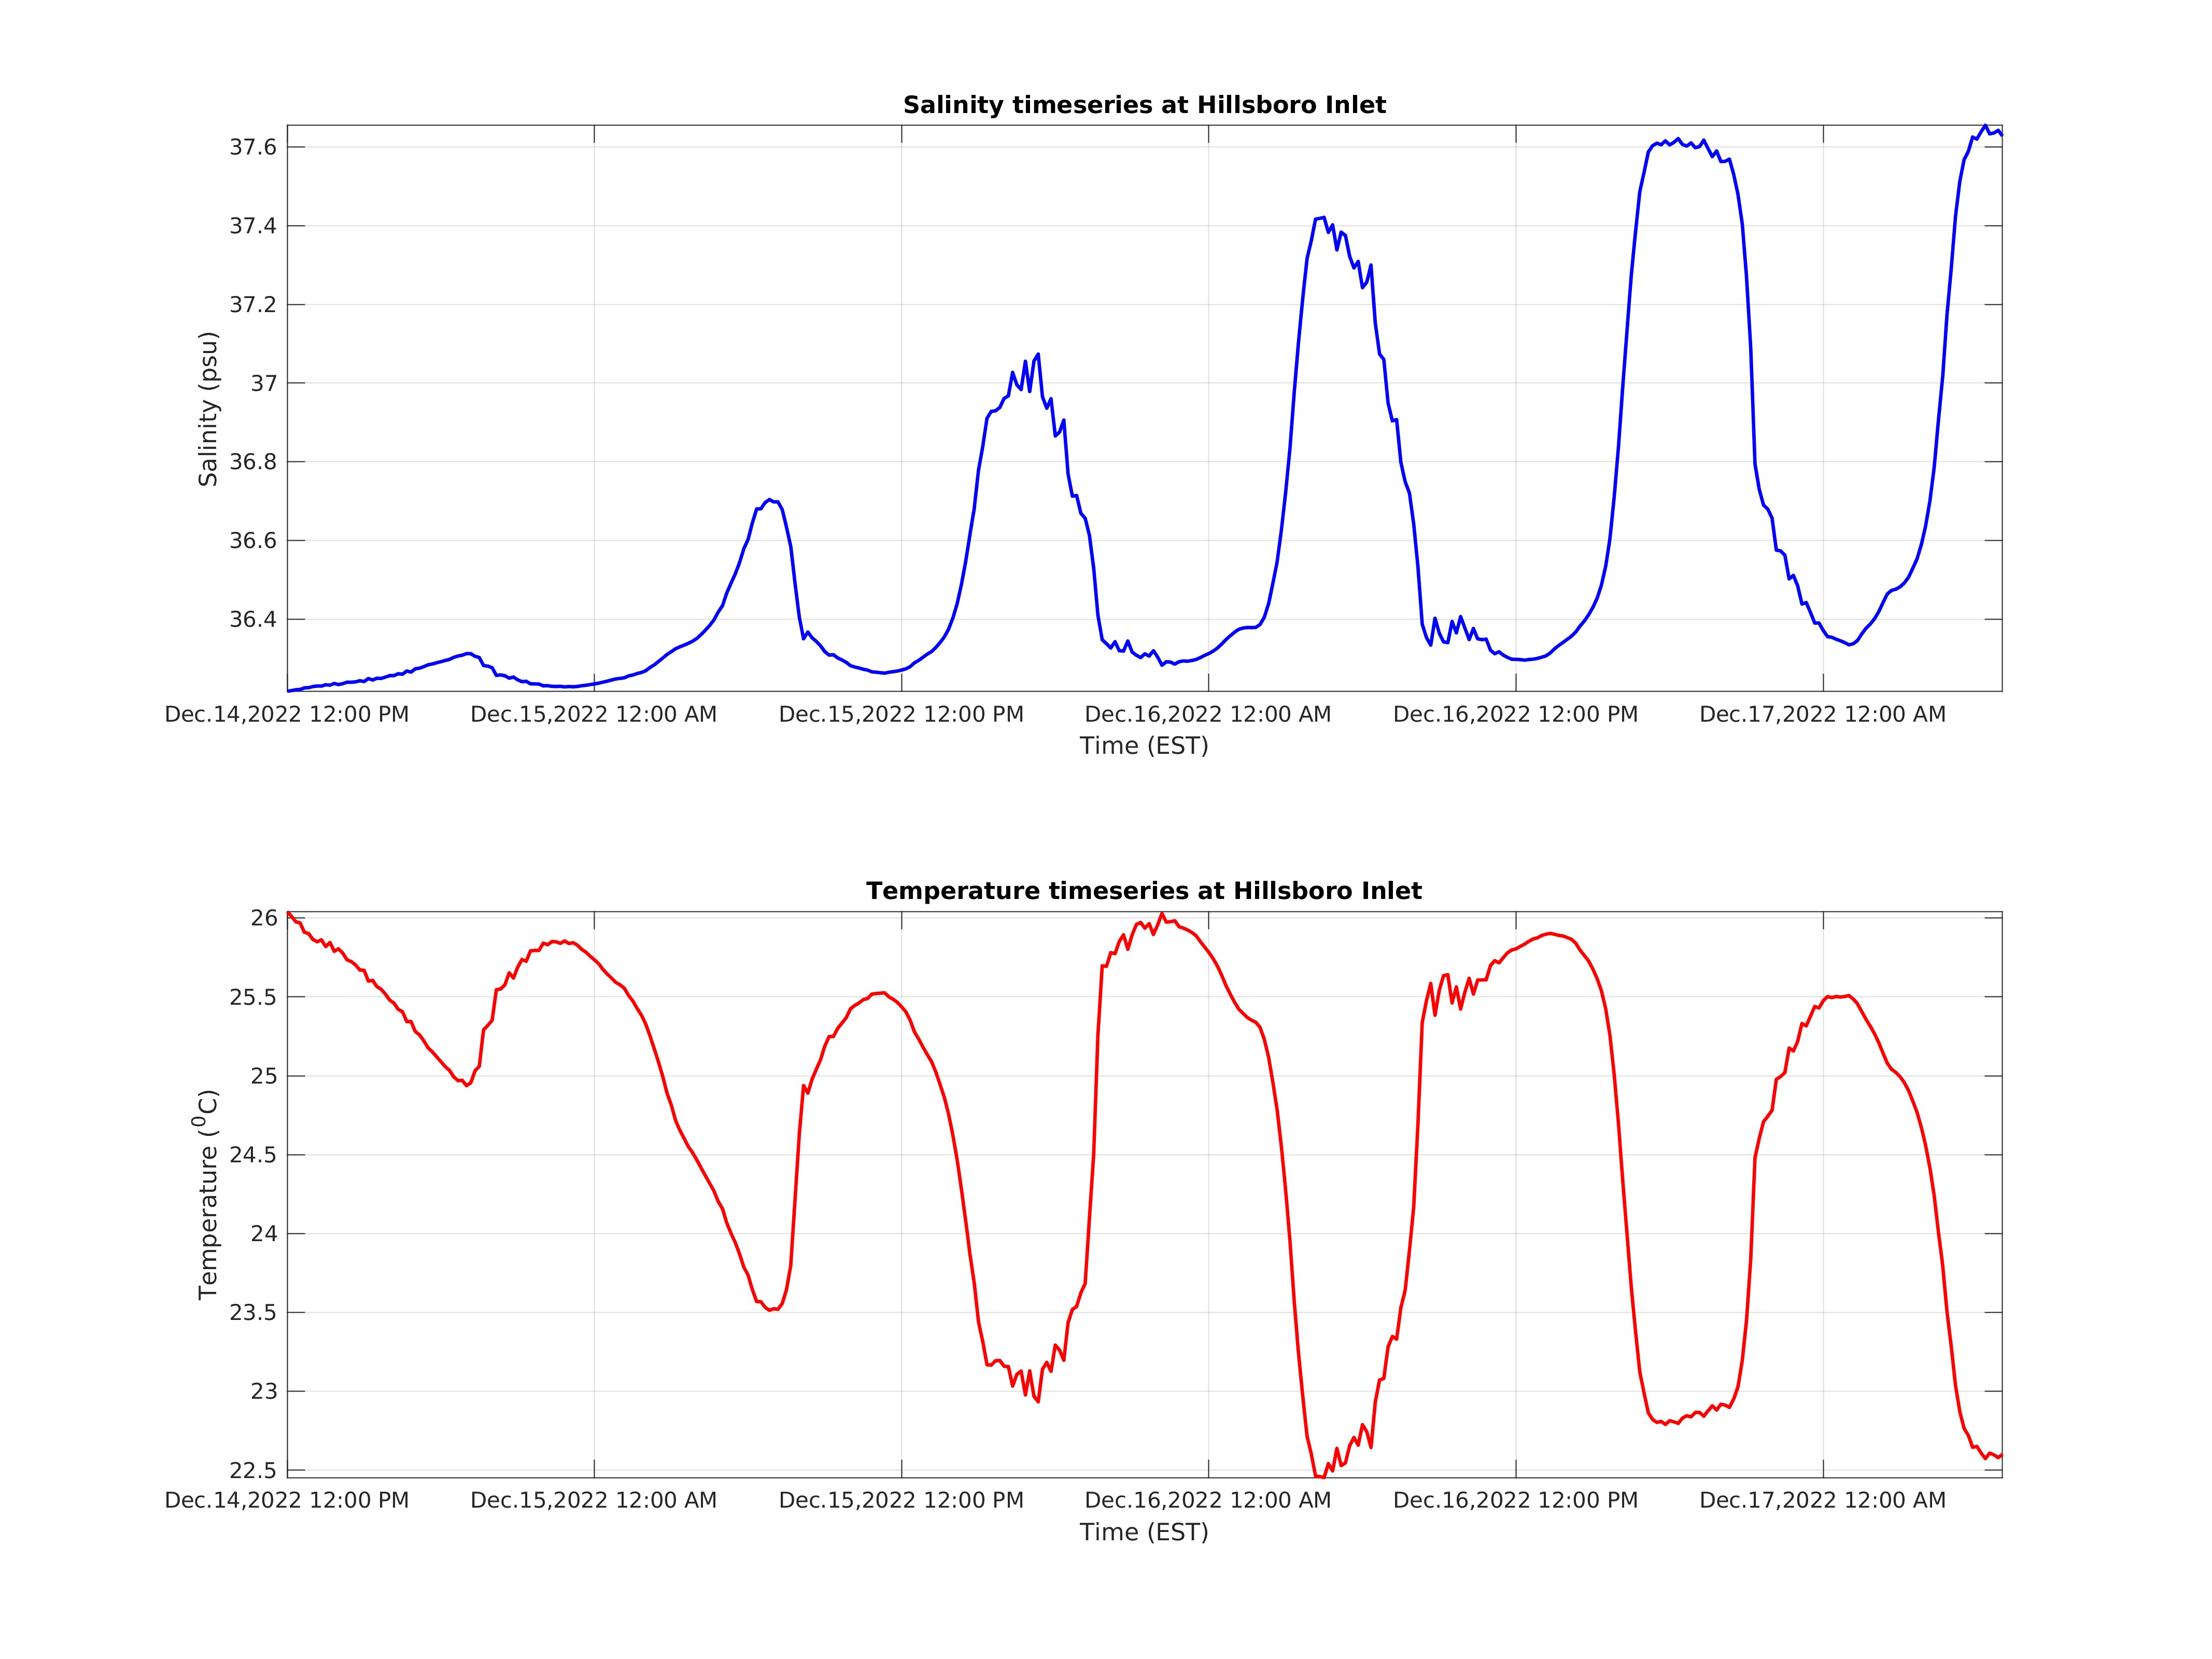 Salinity timeseries at Hillsboro Inlet
37.6
37.4
37.2
37
36.8
36.6
36.4
Salinity (psu)
Dec.14,2022 12:00 PM Dec.15,2022 12:00 AM Dec.15,2022 12:00 PM Dec.16,2022 12:00 AM Dec.16,2022 12:00 PM Dec.17,2022 12:00 AM
Time (EST)
Temperature timeseries at Hillsboro Inlet
26
25.5
25
24.5
24
23.5
23
22.5
Temperature (⁰C)
Dec.14,2022 12:00 PM Dec.15,2022 12:00 AM Dec.15,2022 12:00 PM Dec.16,2022 12:00 AM Dec.16,2022 12:00 PM Dec.17,2022 12:00 AM
Time (EST)